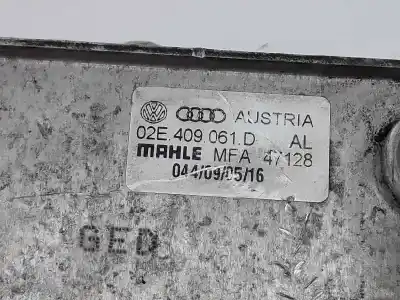 AUSTRIA
02E.409.061.D AL
MAHLE MFA 47128
044/09/05/16
GED